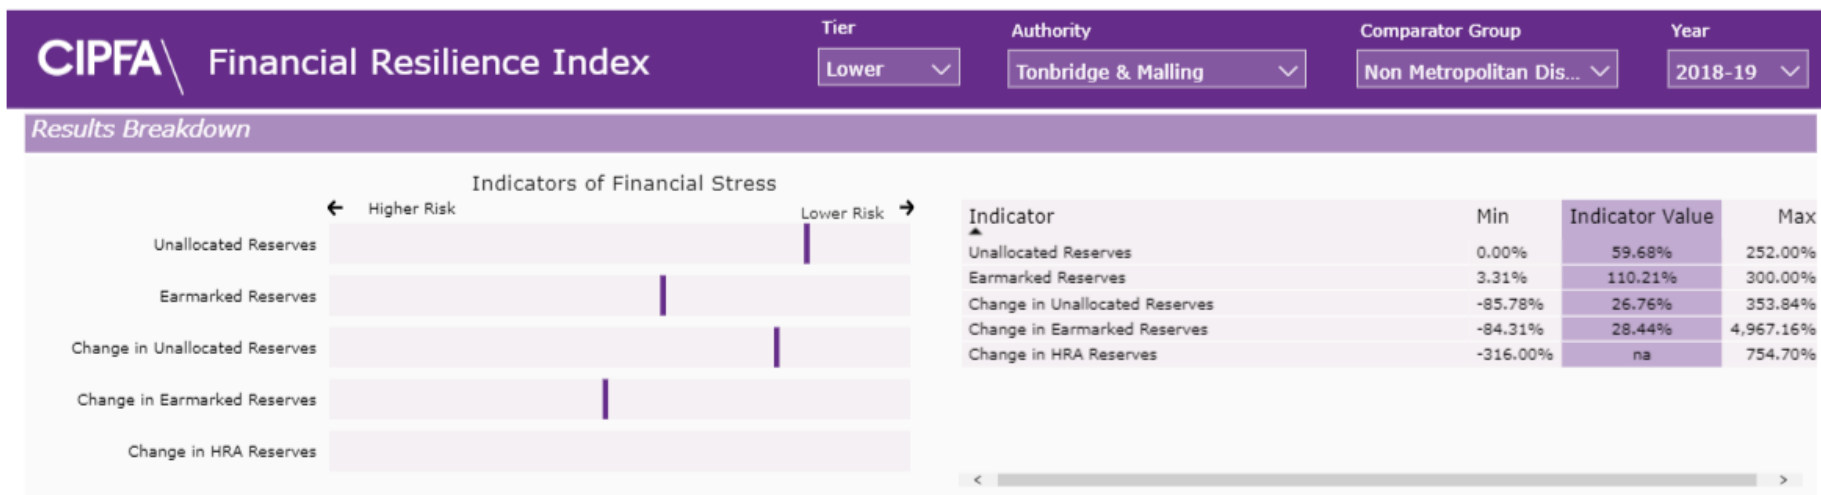 CIPFA\ Financial Resilience Index
Tier
Lower
Authority
Tonbridge & Malling
Comparator Group
Non Metropolitan Dis...
Year
2018-19
Results Breakdown
Indicators of Financial Stress
← Higher Risk Lower Risk →
Unallocated Reserves
Earmarked Reserves
Change in Unallocated Reserves
Change in Earmarked Reserves
Change in HRA Reserves
Indicator Min Indicator Value Max
Unallocated Reserves 0.00% 59.68% 252.00%
Earmarked Reserves 3.31% 110.21% 300.00%
Change in Unallocated Reserves -85.78% 26.76% 353.84%
Change in Earmarked Reserves -84.31% 28.44% 4,967.16%
Change in HRA Reserves -316.00% na 754.70%